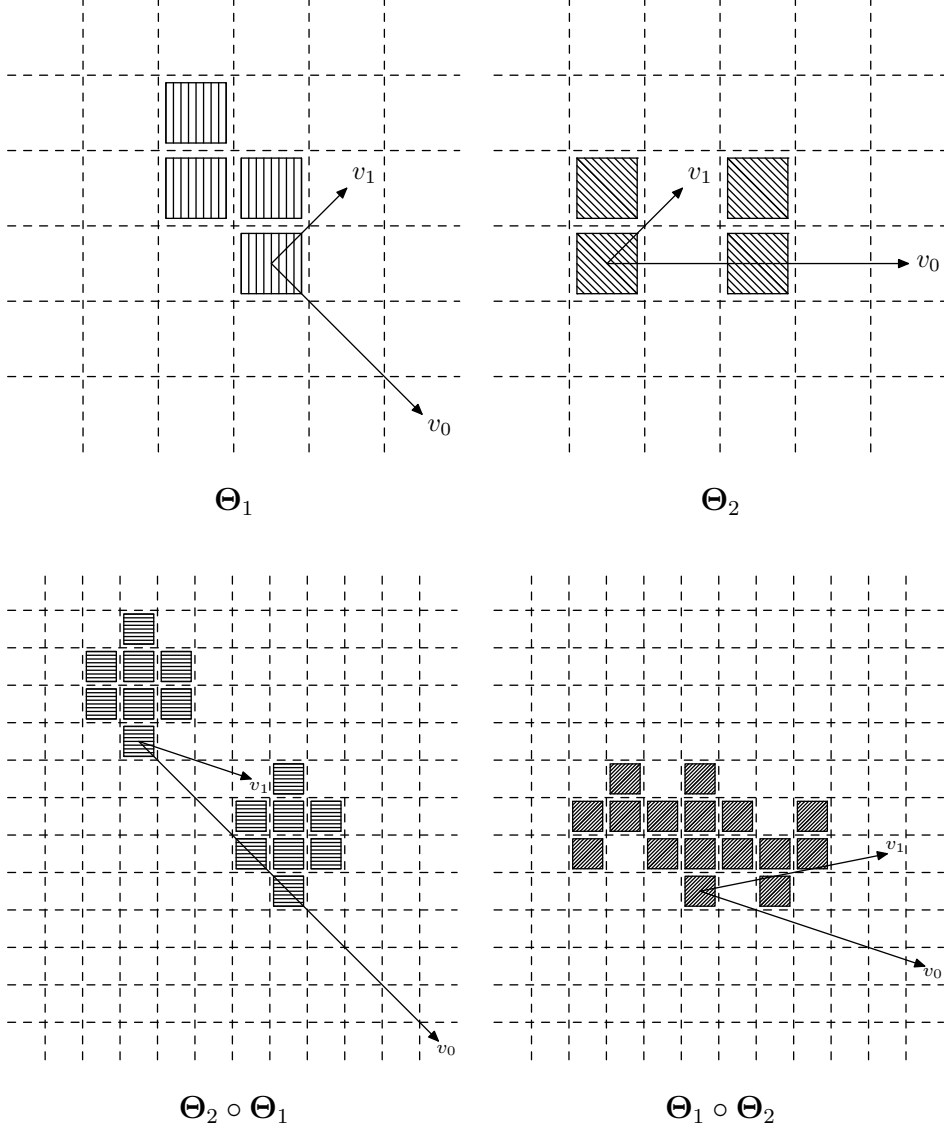 v₁
v₁
v₀
v₀
𝚯₁
𝚯₂
v₁
v₁
v₀
v₀
𝚯₂ ∘ 𝚯₁
𝚯₁ ∘ 𝚯₂